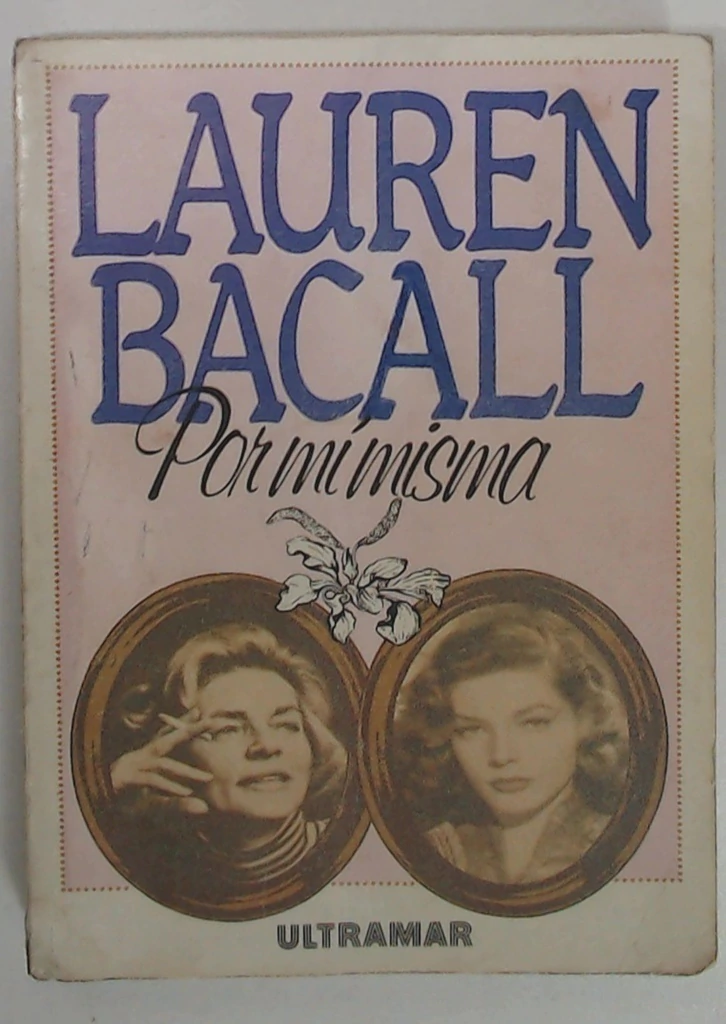 LAUREN
BACALL
Por mí misma
ULTRAMAR